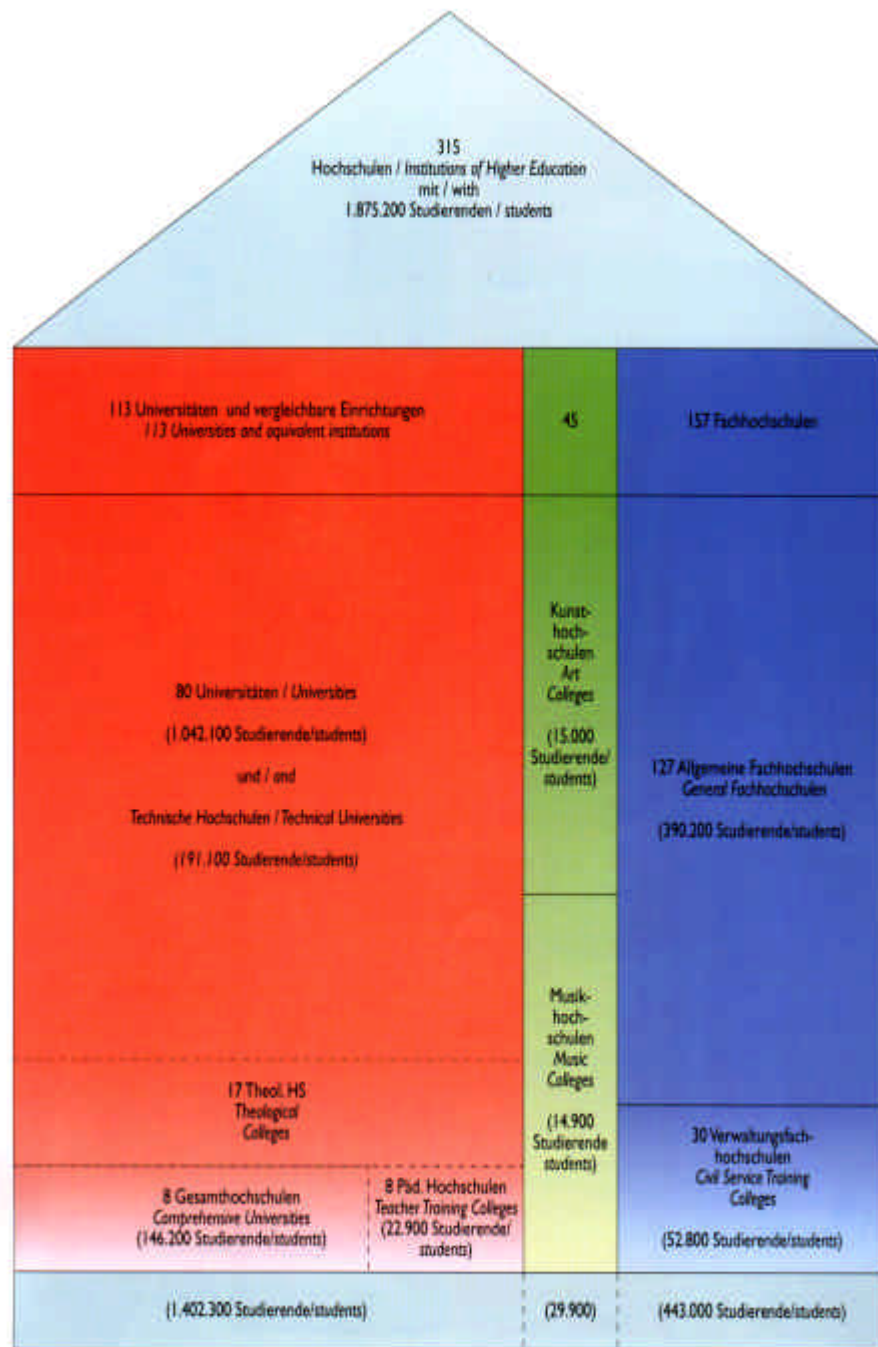 315
Hochschulen / Institutions of Higher Education
mit / with
1.875.200 Studierenden / students
113 Universitäten und vergleichbare Einrichtungen
113 Universities and equivalent institutions
45
157 Fachhochschulen
80 Universitäten / Universities
(1.042.100 Studierende/students)
und / and
Technische Hochschulen / Technical Universities
(191.100 Studierende/students)
Kunst-
hoch-
schulen
Art
Colleges
(15.000
Studierende/
students)
127 Allgemeine Fachhochschulen
General Fachhochschulen
(390.200 Studierende/students)
17 Theol. HS
Theological
Colleges
Musik-
hoch-
schulen
Music
Colleges
(14.900
Studierende
students)
8 Gesamthochschulen
Comprehensive Universities
(146.200 Studierende/students)
8 Päd. Hochschulen
Teacher Training Colleges
(22.900 Studierende/
students)
30 Verwaltungsfach-
hochschulen
Civil Service Training
Colleges
(52.800 Studierende/students)
(1.402.300 Studierende/students)
(29.900)
(443.000 Studierende/students)